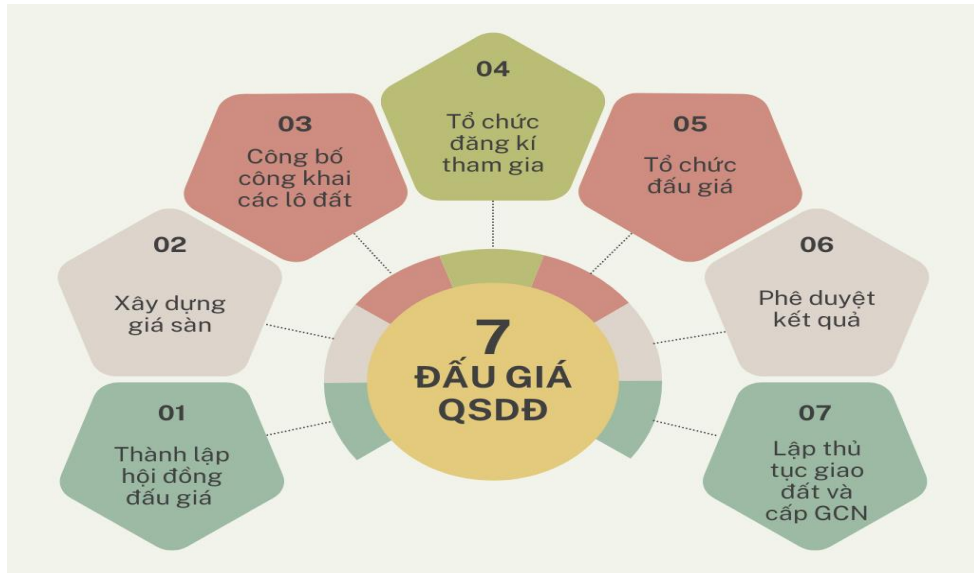 7
ĐẤU GIÁ
QSDĐ
01
Thành lập
hội đồng
đấu giá
02
Xây dựng
giá sàn
03
Công bố
công khai
các lô đất
04
Tổ chức
đăng kí
tham gia
05
Tổ chức
đấu giá
06
Phê duyệt
kết quả
07
Lập thủ
tục giao
đất và
cấp GCN